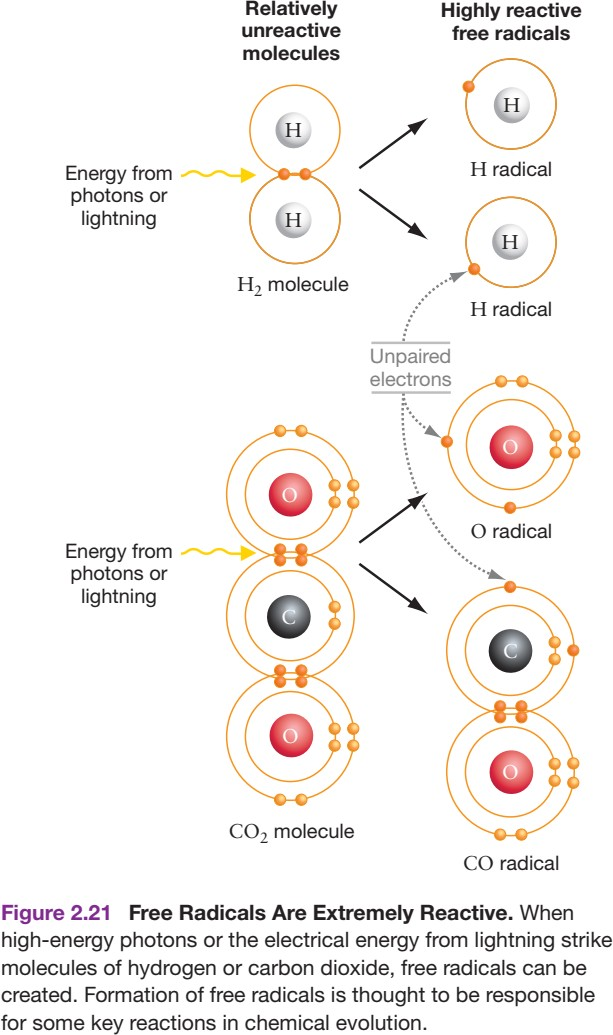 Relatively
unreactive
molecules
Highly reactive
free radicals
H
H
Energy from
photons or
lightning
H
H
H₂ molecule
H radical
H radical
Unpaired
electrons
O
O
O radical
Energy from
photons or
lightning
C
C
O
O
CO₂ molecule
CO radical
Figure 2.21 Free Radicals Are Extremely Reactive. When
high-energy photons or the electrical energy from lightning strike
molecules of hydrogen or carbon dioxide, free radicals can be
created. Formation of free radicals is thought to be responsible
for some key reactions in chemical evolution.